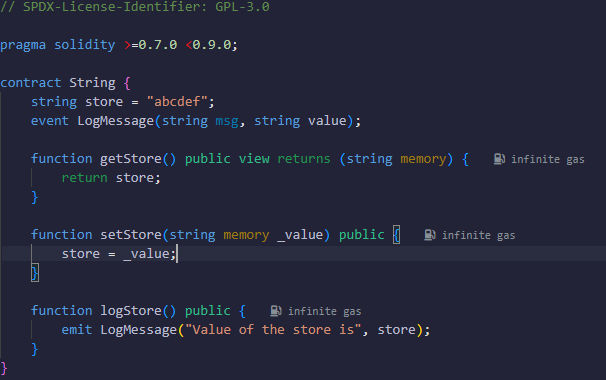 // SPDX-License-Identifier: GPL-3.0
pragma solidity >=0.7.0 <0.9.0;
contract String {
    string store = "abcdef";
    event LogMessage(string msg, string value);
    function getStore() public view returns (string memory) { infinite gas
        return store;
    }
    function setStore(string memory _value) public { infinite gas
        store = _value;
    }
    function logStore() public { infinite gas
        emit LogMessage("Value of the store is", store);
    }
}